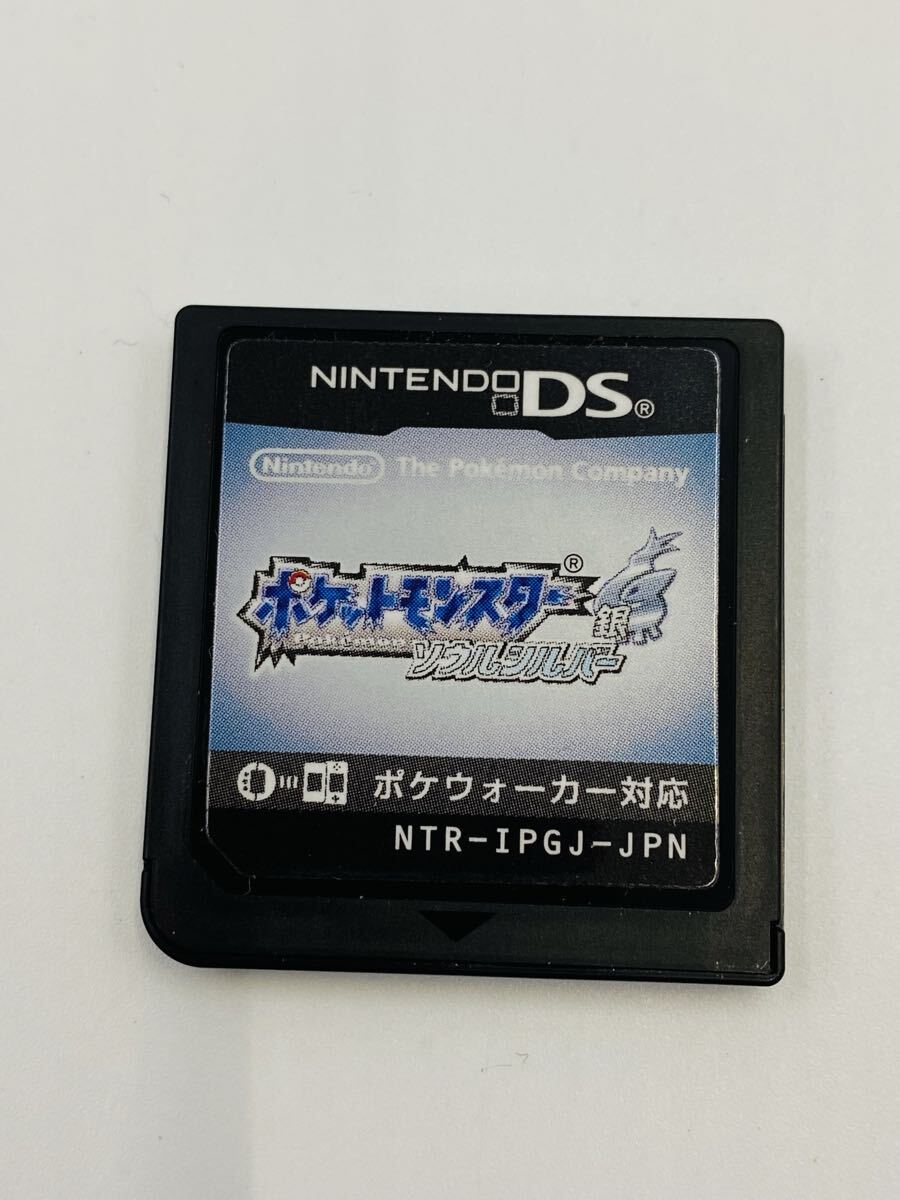 NINTENDO DS®
Nintendo The Pokémon Company
ポケットモンスター®
Pokémon
銀
ソウルシルバー
ポケウォーカー対応
NTR-IPGJ-JPN